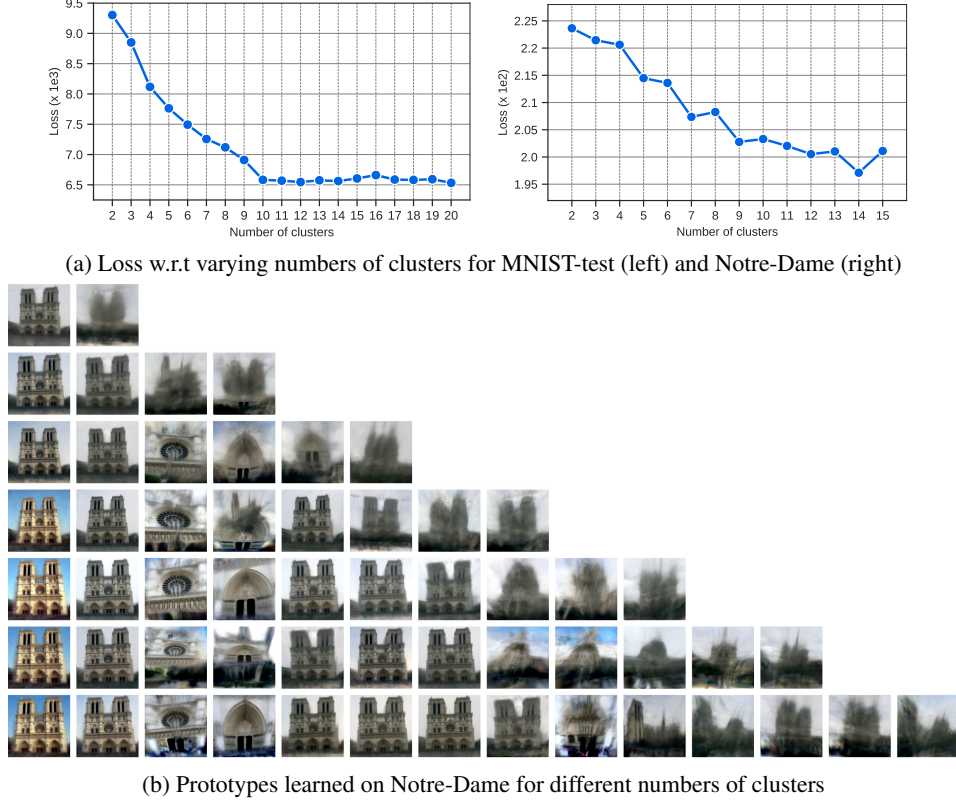 9.5
9.0
8.5
8.0
7.5
7.0
6.5
Loss (x 1e3)
2 3 4 5 6 7 8 9 10 11 12 13 14 15 16 17 18 19 20
Number of clusters
2.25
2.2
2.15
2.1
2.05
2.0
1.95
Loss (x 1e2)
2 3 4 5 6 7 8 9 10 11 12 13 14 15
Number of clusters
(a) Loss w.r.t varying numbers of clusters for MNIST-test (left) and Notre-Dame (right)
(b) Prototypes learned on Notre-Dame for different numbers of clusters